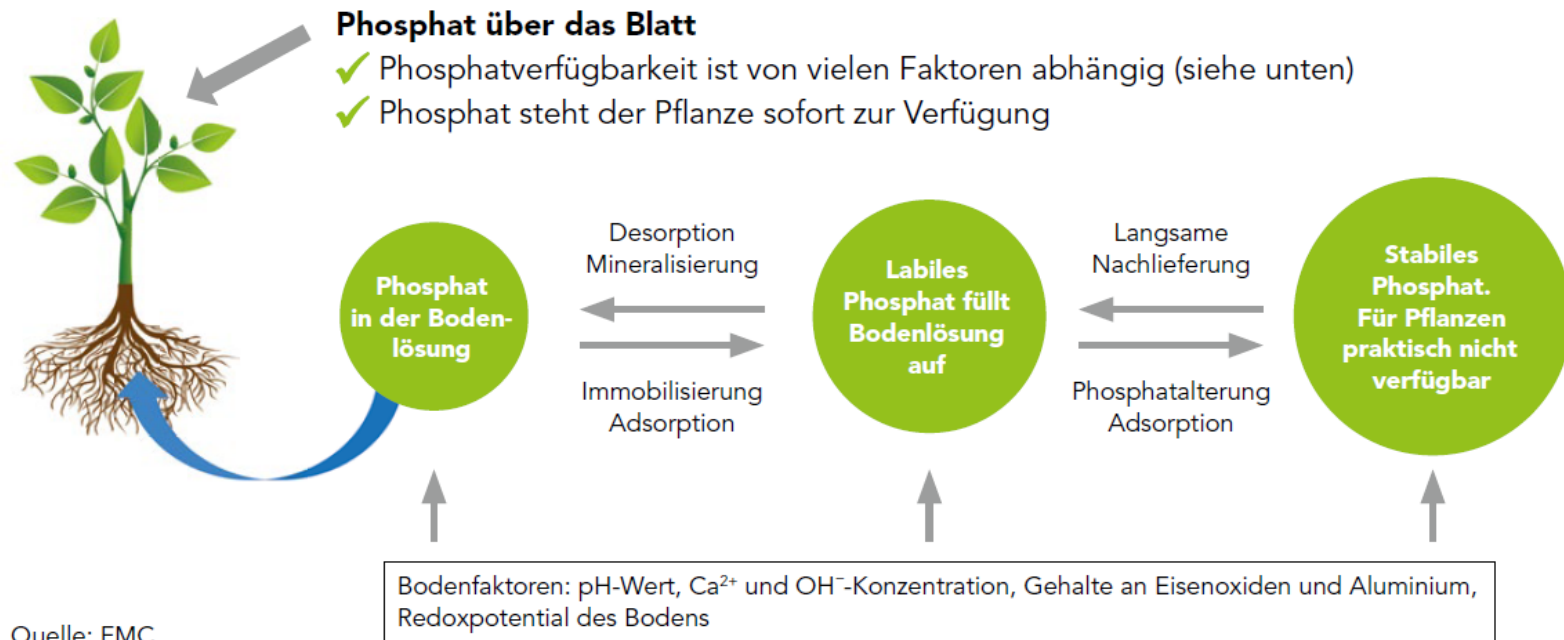 Phosphat über das Blatt
✓ Phosphatverfügbarkeit ist von vielen Faktoren abhängig (siehe unten)
✓ Phosphat steht der Pflanze sofort zur Verfügung
Phosphat
in der Boden-
lösung
Desorption
Mineralisierung
Immobilisierung
Adsorption
Labiles
Phosphat füllt
Bodenlösung
auf
Langsame
Nachlieferung
Phosphatalterung
Adsorption
Stabiles
Phosphat.
Für Pflanzen
praktisch nicht
verfügbar
Bodenfaktoren: pH-Wert, Ca²⁺ und OH⁻-Konzentration, Gehalte an Eisenoxiden und Aluminium,
Redoxpotential des Bodens
Quelle: FMC